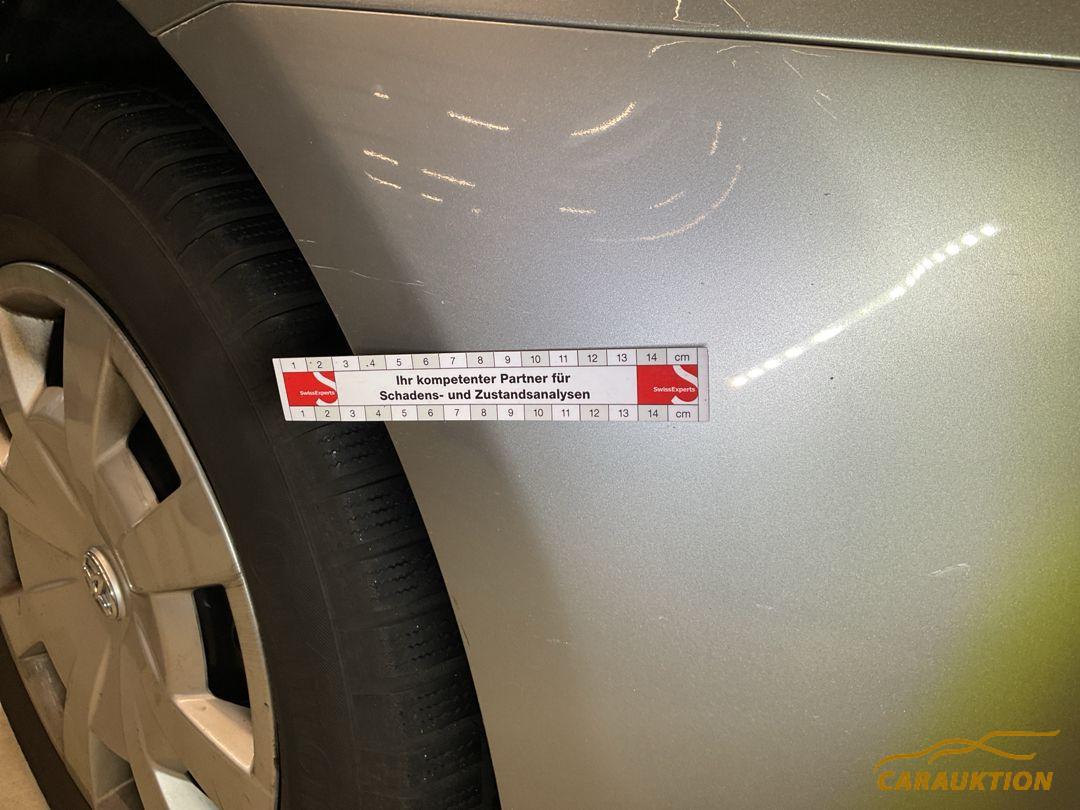 1 2 3 4 5 6 7 8 9 10 11 12 13 14 cm
SwissExperts
Ihr kompetenter Partner für
Schadens- und Zustandsanalysen
SwissExperts
1 2 3 4 5 6 7 8 9 10 11 12 13 14 cm
CARAUKTION